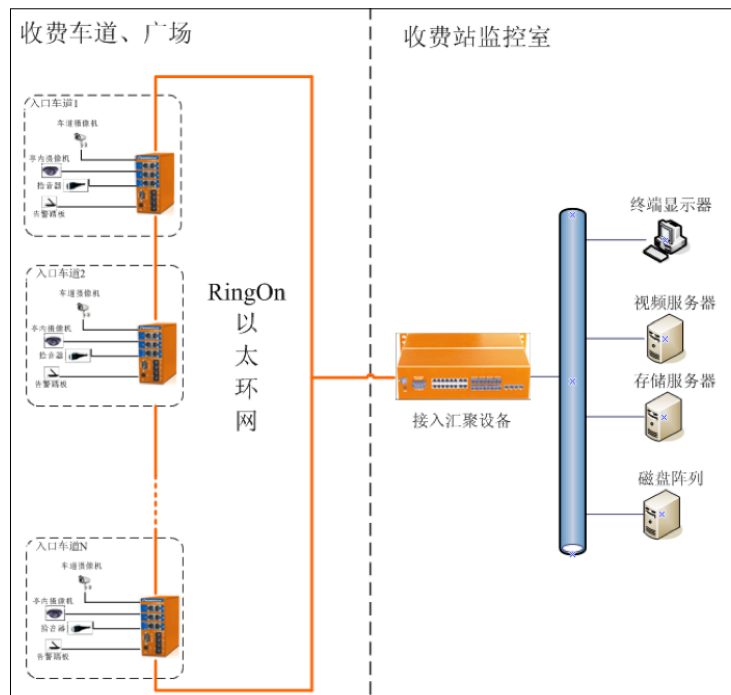 收费车道、广场
收费站监控室
入口车道1
车道摄像机
亭内摄像机
拾音器
告警踏板
入口车道2
车道摄像机
亭内摄像机
拾音器
告警踏板
入口车道N
车道摄像机
亭内摄像机
拾音器
告警踏板
RingOn
以
太
环
网
接入汇聚设备
终端显示器
视频服务器
存储服务器
磁盘阵列